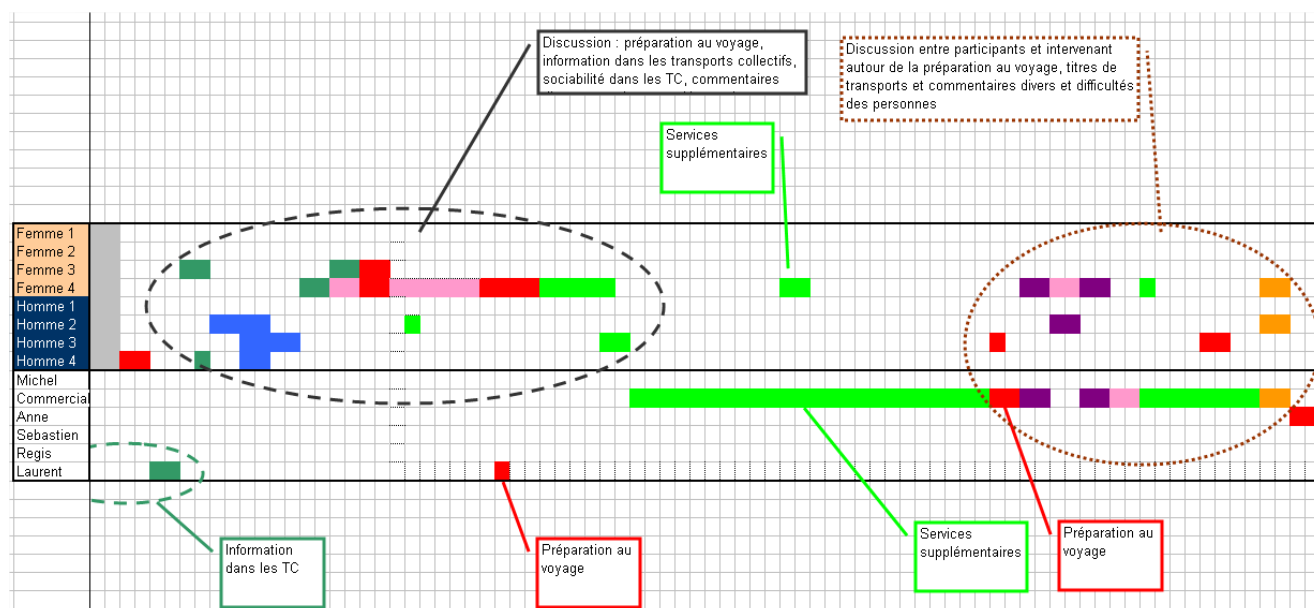 Discussion : préparation au voyage,
information dans les transports collectifs,
sociabilité dans les TC, commentaires
Discussion entre participants et intervenant
autour de la préparation au voyage, titres de
transports et commentaires divers et difficultés
des personnes
Services
supplémentaires
Femme 1
Femme 2
Femme 3
Femme 4
Homme 1
Homme 2
Homme 3
Homme 4
Michel
Commercial
Anne
Sebastien
Regis
Laurent
Information
dans les TC
Préparation au
voyage
Services
supplémentaires
Préparation au
voyage